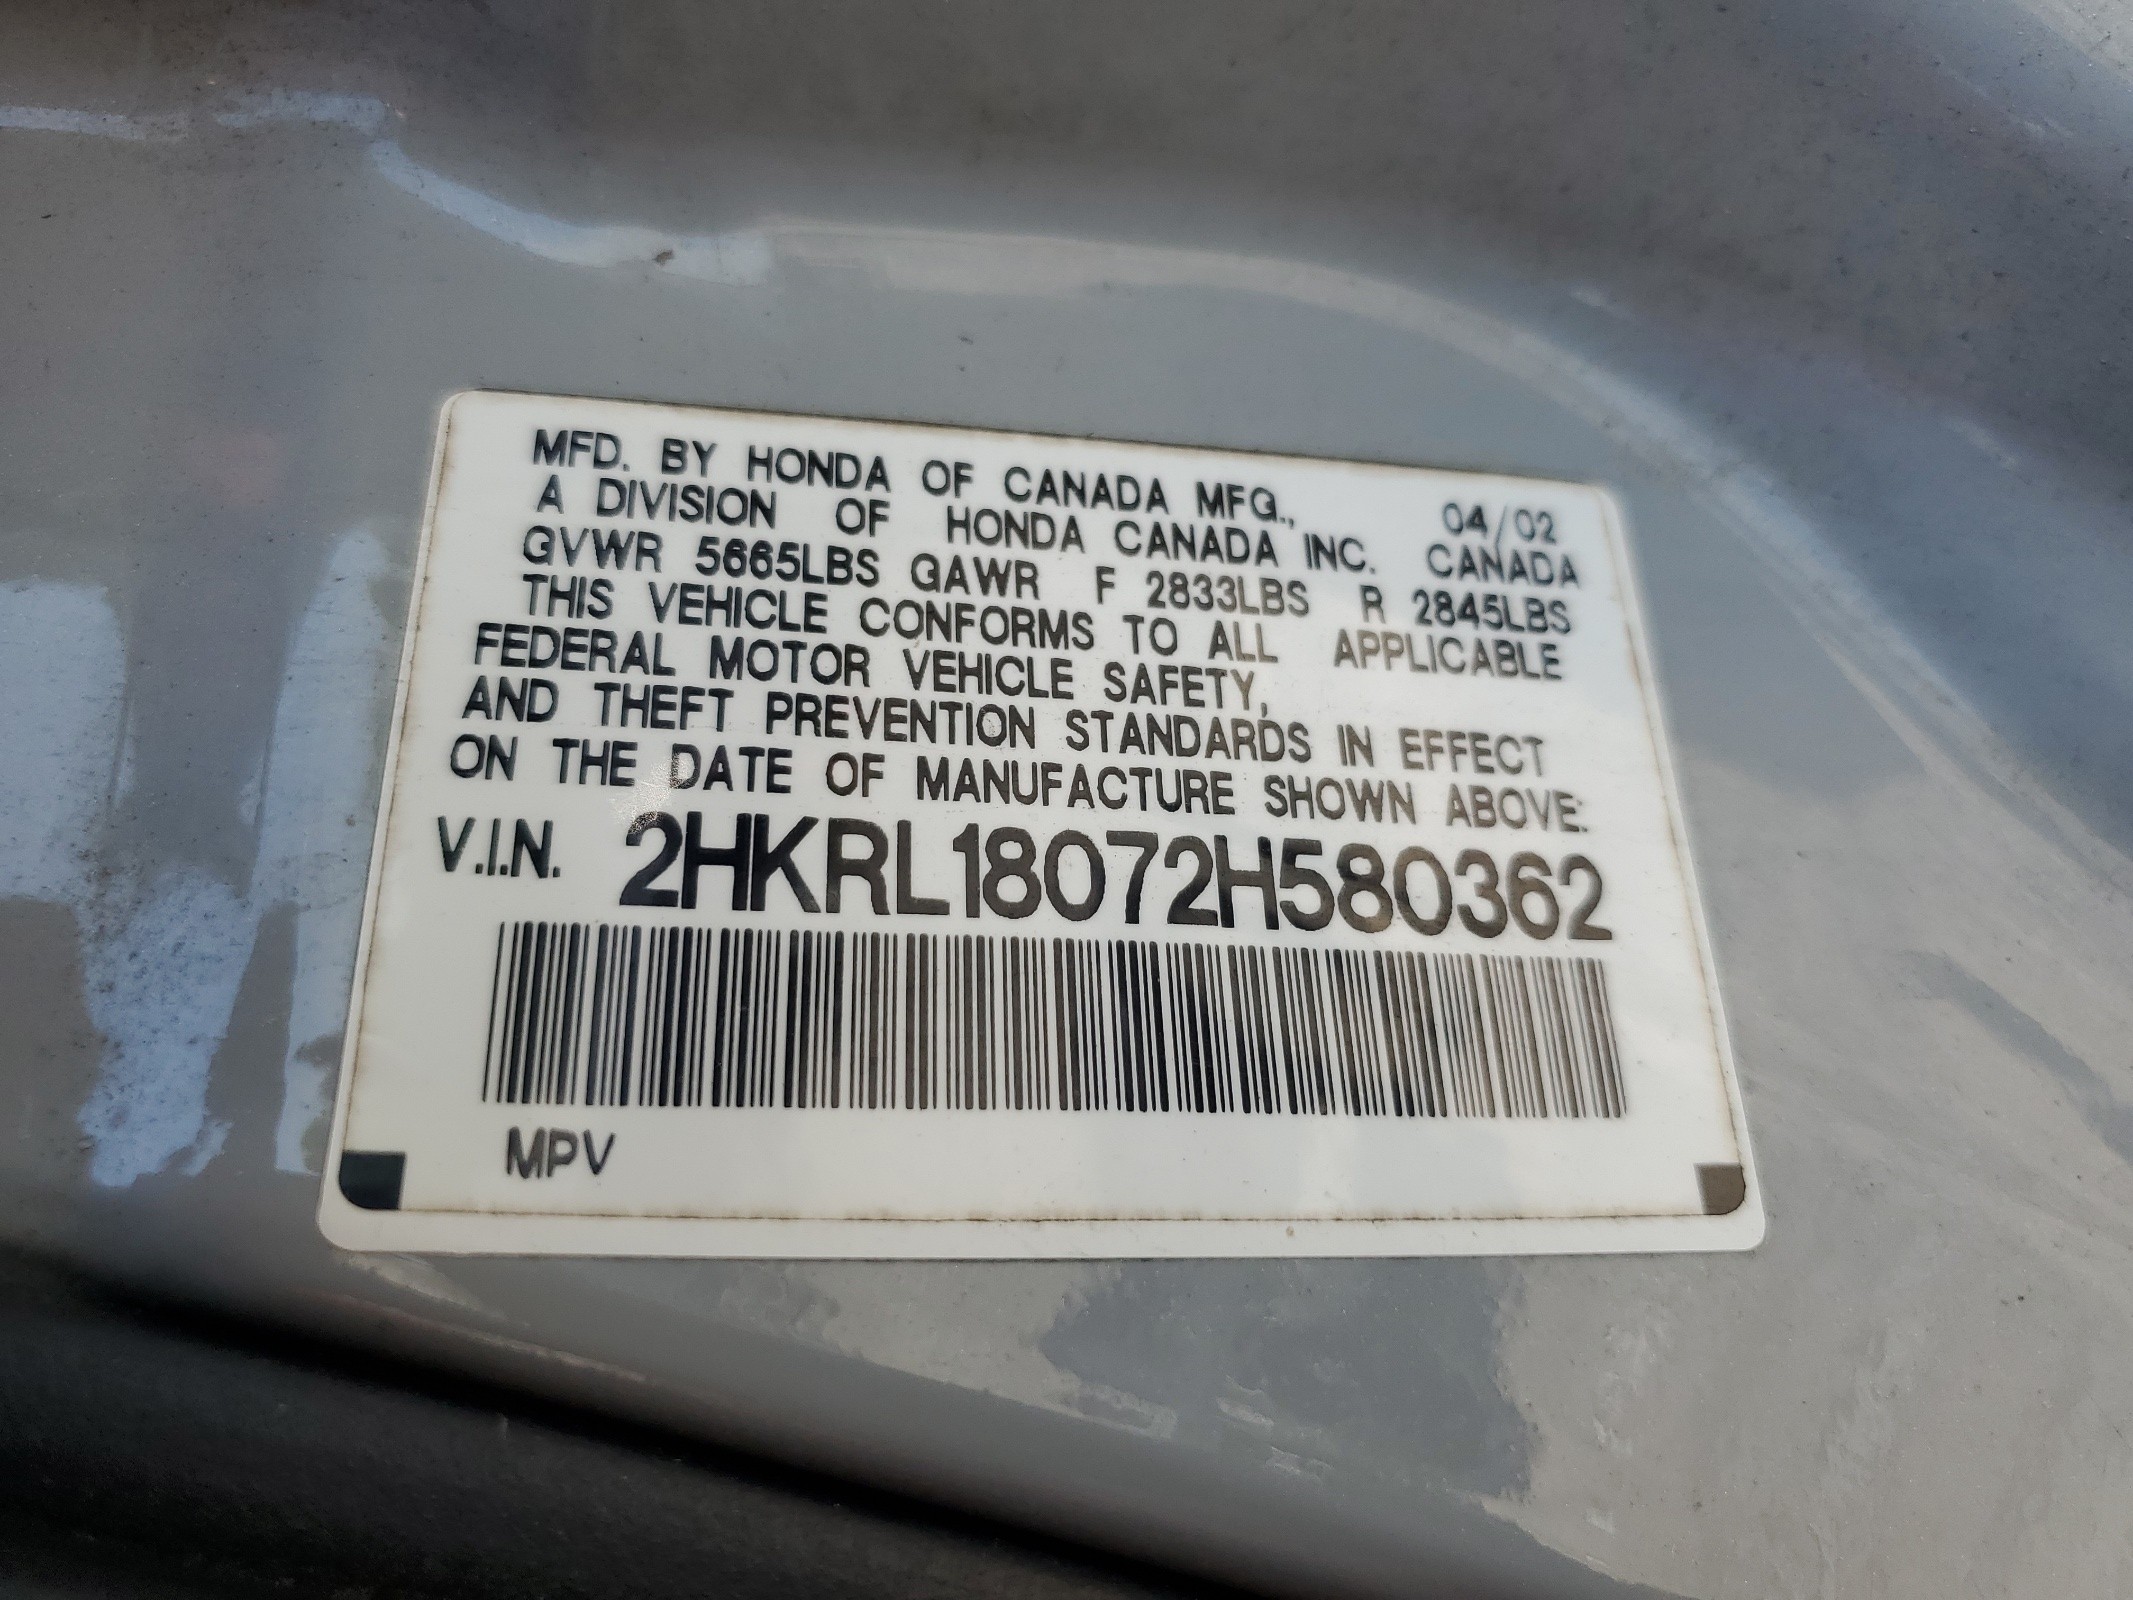 MFD. BY HONDA OF CANADA MFG., 04/02
A DIVISION OF HONDA CANADA INC. CANADA
GVWR 5665LBS GAWR F 2833LBS R 2845LBS
THIS VEHICLE CONFORMS TO ALL APPLICABLE
FEDERAL MOTOR VEHICLE SAFETY,
AND THEFT PREVENTION STANDARDS IN EFFECT
ON THE DATE OF MANUFACTURE SHOWN ABOVE:
V.I.N. 2HKRL18072H580362
MPV